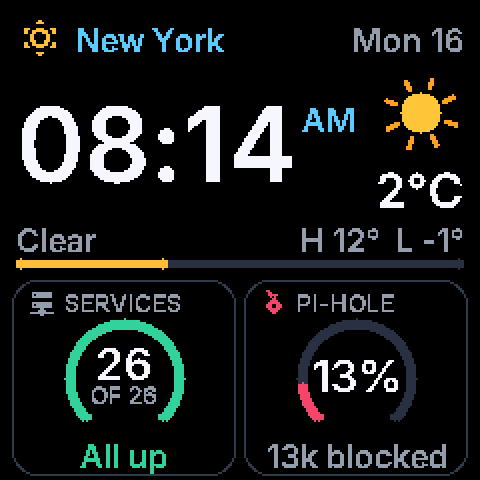 New York Mon 16
08:14 AM
2°C
Clear H 12° L -1°
SERVICES
26
OF 26
All up
PI-HOLE
13%
13k blocked